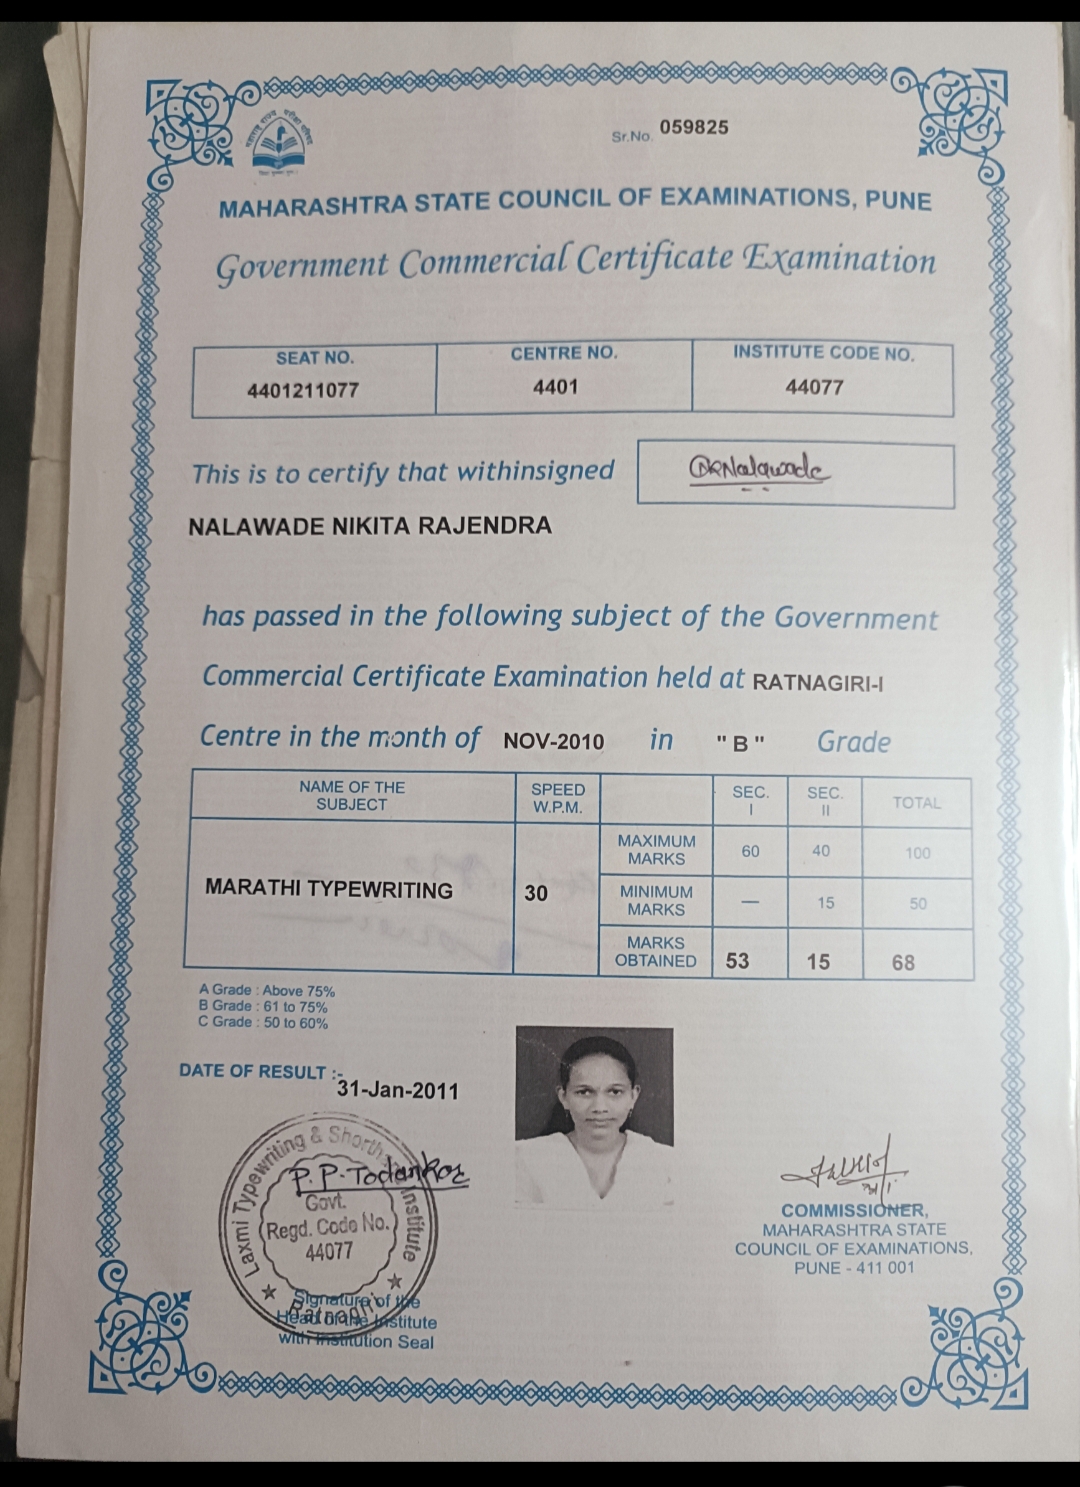 Sr.No. 059825
MAHARASHTRA STATE COUNCIL OF EXAMINATIONS, PUNE
Government Commercial Certificate Examination
SEAT NO. CENTRE NO. INSTITUTE CODE NO.
4401211077 4401 44077
This is to certify that withinsigned Nalawade
NALAWADE NIKITA RAJENDRA
has passed in the following subject of the Government
Commercial Certificate Examination held at RATNAGIRI-I
Centre in the month of NOV-2010 in " B " Grade
NAME OF THE SUBJECT SPEED W.P.M. SEC. I SEC. II TOTAL
MAXIMUM MARKS 60 40 100
MARATHI TYPEWRITING 30 MINIMUM MARKS — 15 50
MARKS OBTAINED 53 15 68
A Grade : Above 75%
B Grade : 61 to 75%
C Grade : 50 to 60%
DATE OF RESULT :-
31-Jan-2011
Laxmi Typewriting & Shorthand Institute
P.P. Todankar
Govt.
Regd. Code No.
44077
Ratnagiri
Signature of the
Head of the Institute
with Institution Seal
COMMISSIONER,
MAHARASHTRA STATE
COUNCIL OF EXAMINATIONS,
PUNE - 411 001